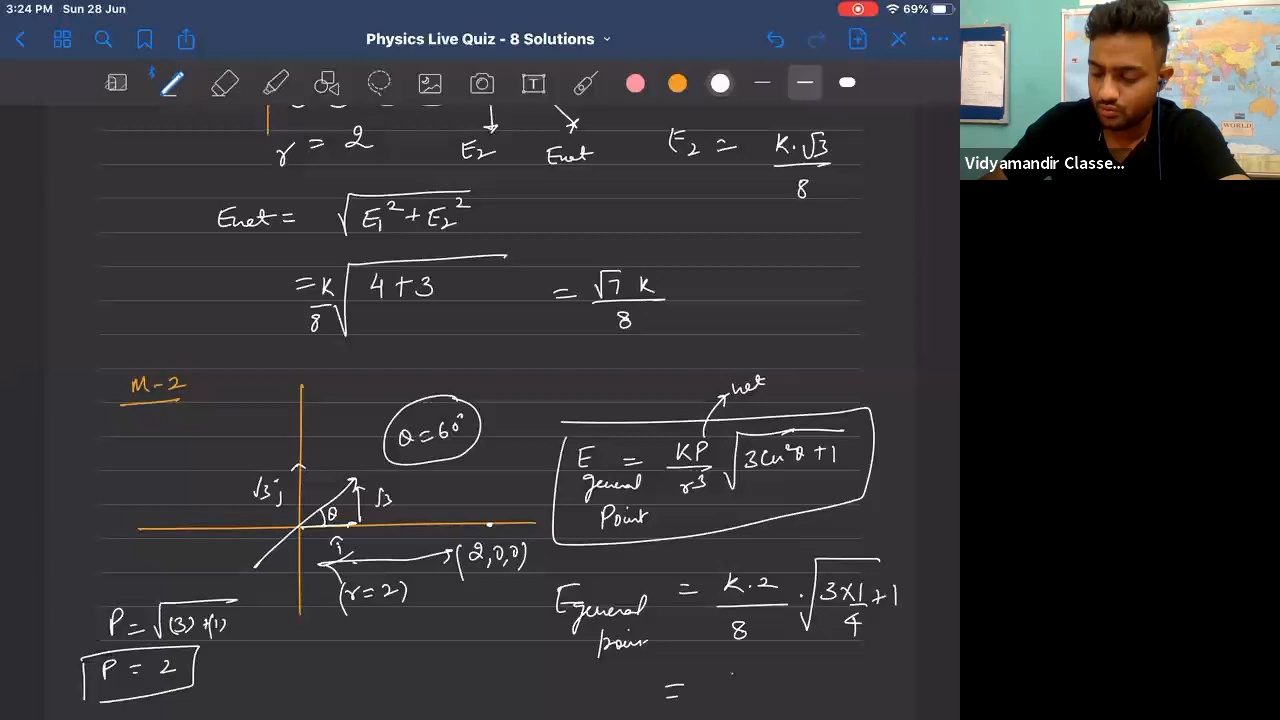 3:24 PM Sun 28 Jun
69%
Physics Live Quiz - 8 Solutions
r = 2
E2
Enet
E2 = K.√3 / 8
Enet = √(E1² + E2²)
= K/8 √(4 + 3) = √7 K / 8
M-2
θ = 60°
net
E general Point = KP/r³ √(3cos²θ + 1)
√3 ĵ
θ
√3
î
(2,0,0)
(r = 2)
P = √((3) + (1))
P = 2
E general point = K.2/8 . √(3×1/4 + 1)
=
Vidyamandir Classe...
WORLD